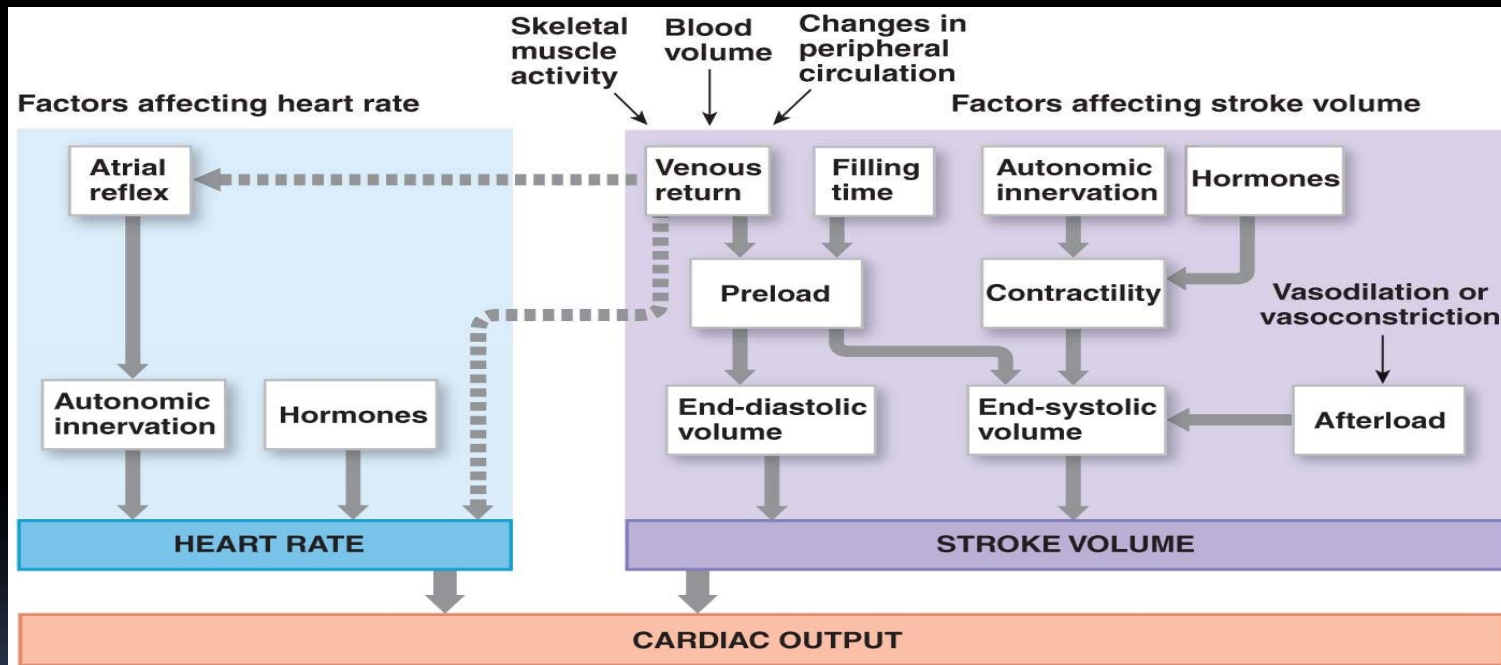 Skeletal
muscle
activity
Blood
volume
Changes in
peripheral
circulation
Factors affecting heart rate
Factors affecting stroke volume
Atrial
reflex
Venous
return
Filling
time
Autonomic
innervation
Hormones
Preload
Contractility
Vasodilation or
vasoconstriction
Autonomic
innervation
Hormones
End-diastolic
volume
End-systolic
volume
Afterload
HEART RATE
STROKE VOLUME
CARDIAC OUTPUT